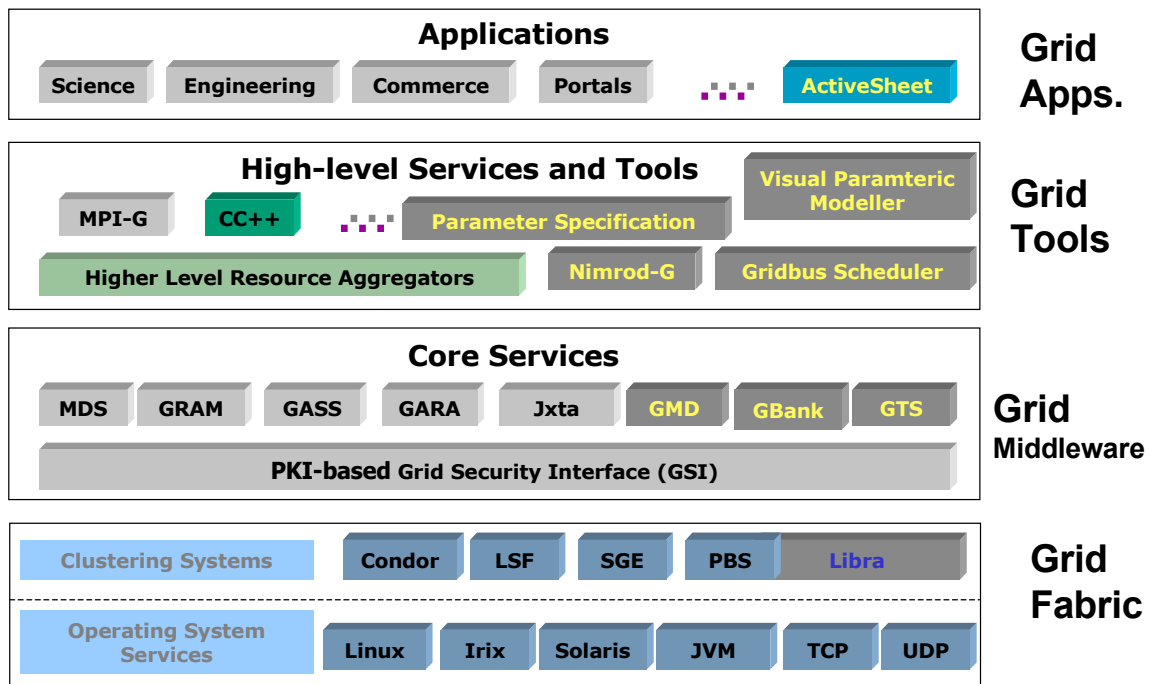 Applications
Grid
Apps.
Science Engineering Commerce Portals ActiveSheet
High-level Services and Tools
Visual Paramteric
Modeller
Grid
Tools
MPI-G CC++ Parameter Specification
Higher Level Resource Aggregators Nimrod-G Gridbus Scheduler
Core Services
MDS GRAM GASS GARA Jxta GMD GBank GTS
Grid
Middleware
PKI-based Grid Security Interface (GSI)
Clustering Systems Condor LSF SGE PBS Libra
Grid
Fabric
Operating System
Services
Linux Irix Solaris JVM TCP UDP